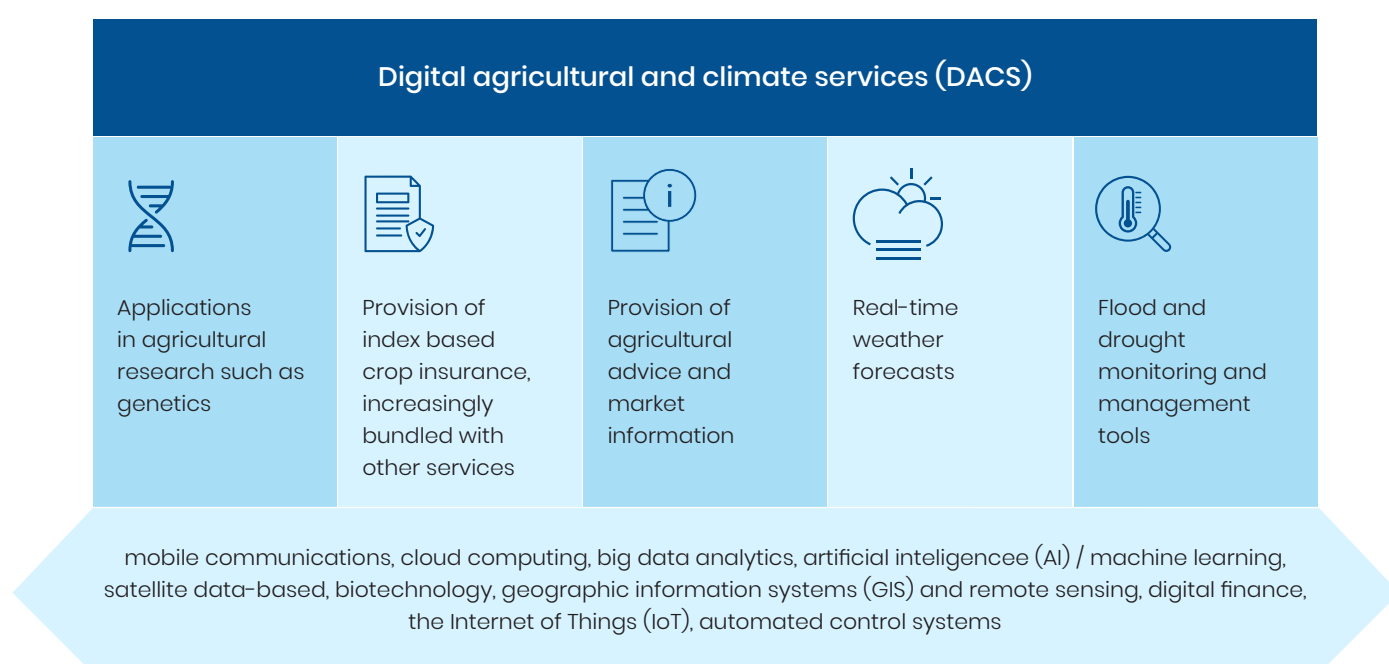 Digital agricultural and climate services (DACS)
i
Applications
in agricultural
research such as
genetics
Provision of
index based
crop insurance,
increasingly
bundled with
other services
Provision of
agricultural
advice and
market
information
Real-time
weather
forecasts
Flood and
drought
monitoring and
management
tools
mobile communications, cloud computing, big data analytics, artificial inteligencee (AI) / machine learning,
satellite data-based, biotechnology, geographic information systems (GIS) and remote sensing, digital finance,
the Internet of Things (IoT), automated control systems